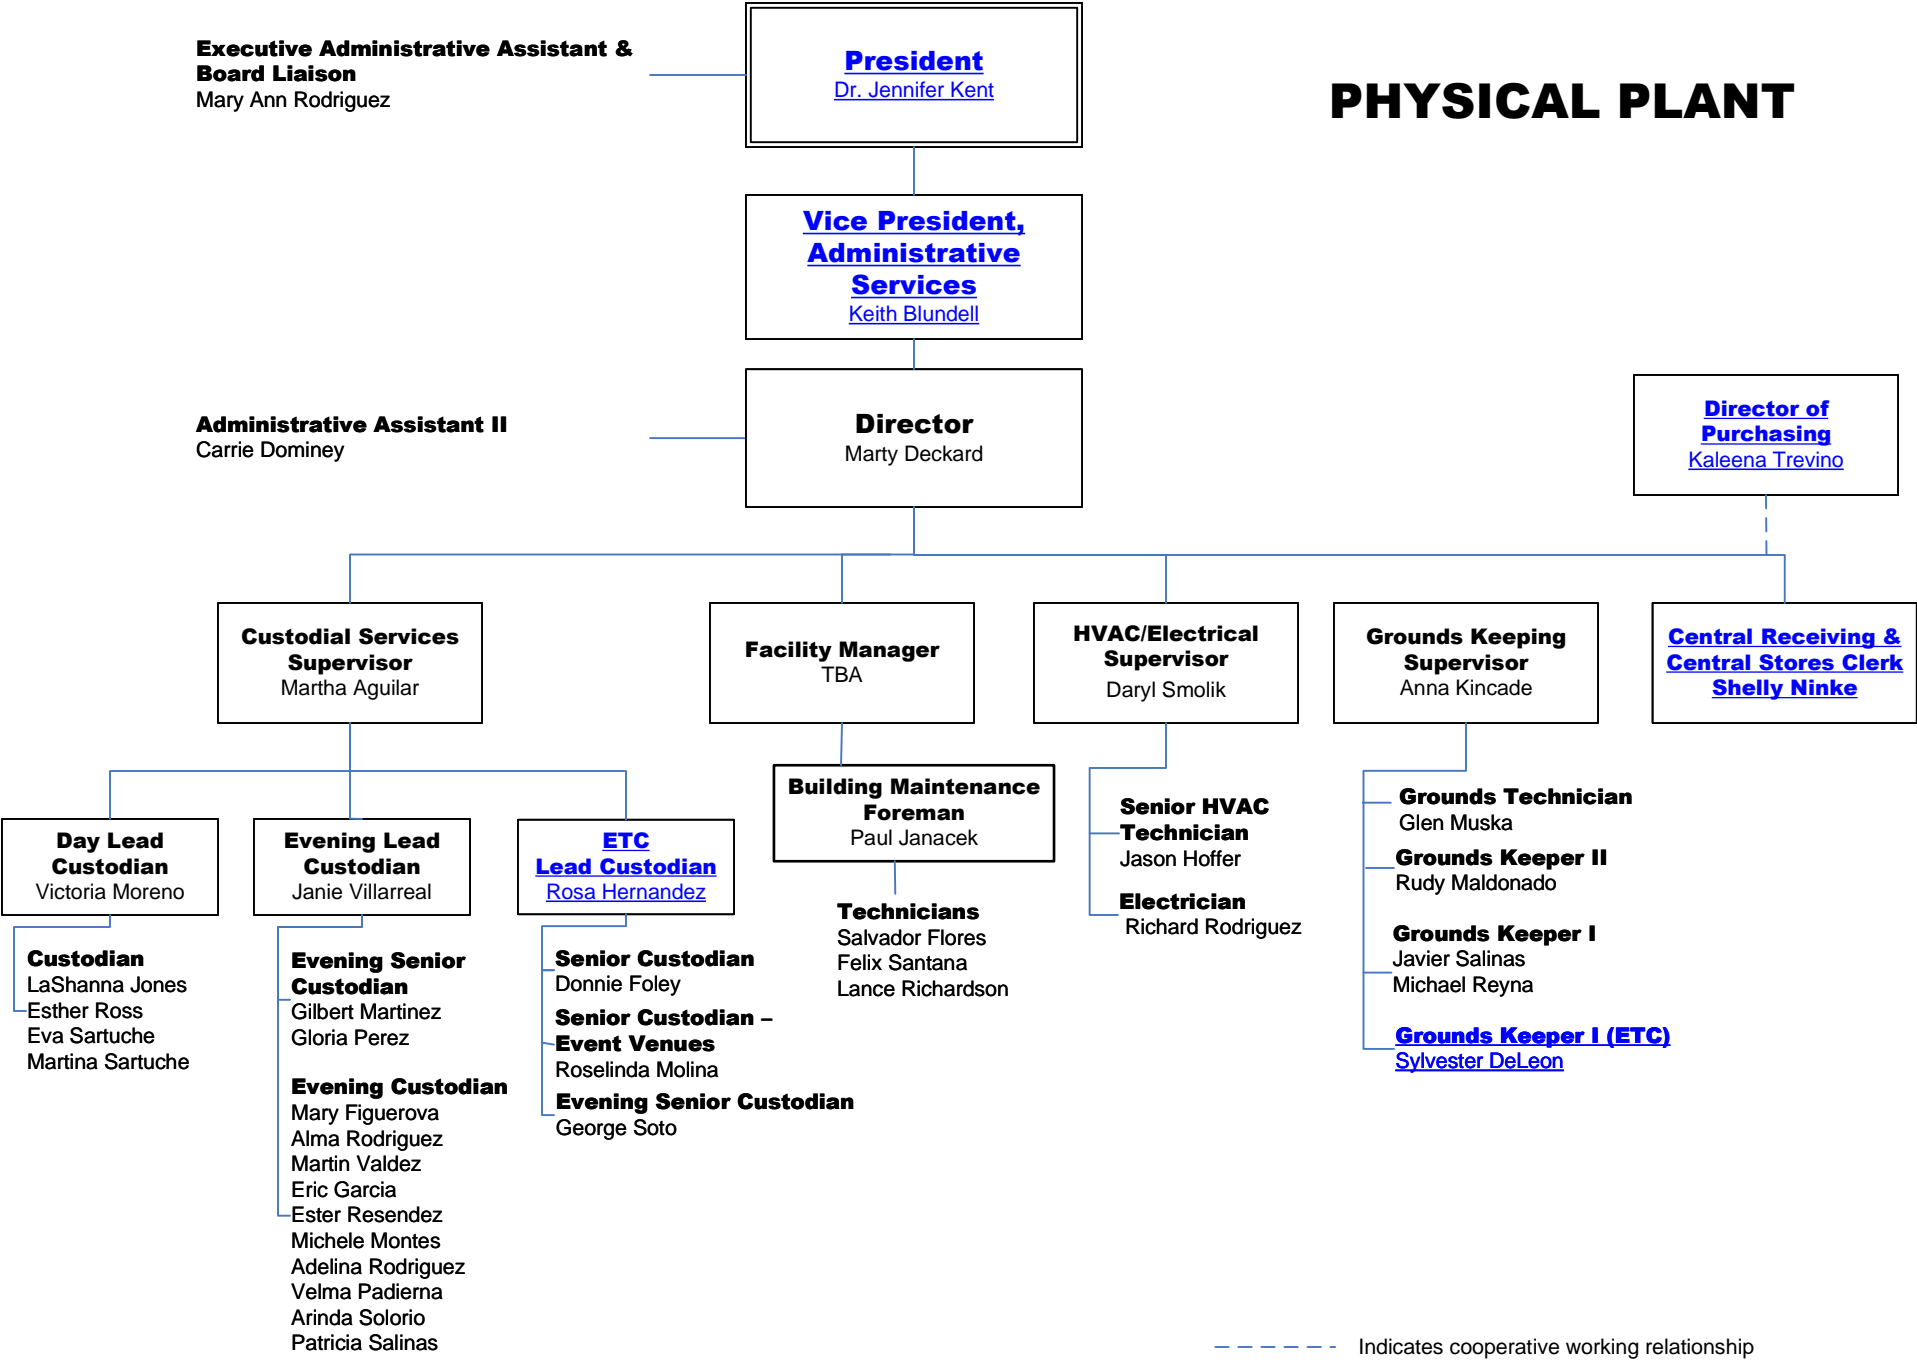 Executive Administrative Assistant &
Board Liaison
Mary Ann Rodriguez
President
Dr. Jennifer Kent
PHYSICAL PLANT
Vice President,
Administrative
Services
Keith Blundell
Administrative Assistant II
Carrie Dominey
Director
Marty Deckard
Director of
Purchasing
Kaleena Trevino
Custodial Services
Supervisor
Martha Aguilar
Facility Manager
TBA
HVAC/Electrical
Supervisor
Daryl Smolik
Grounds Keeping
Supervisor
Anna Kincade
Central Receiving &
Central Stores Clerk
Shelly Ninke
Day Lead
Custodian
Victoria Moreno
Custodian
LaShanna Jones
Esther Ross
Eva Sartuche
Martina Sartuche
Evening Lead
Custodian
Janie Villarreal
Evening Senior
Custodian
Gilbert Martinez
Gloria Perez
Evening Custodian
Mary Figuerova
Alma Rodriguez
Martin Valdez
Eric Garcia
Ester Resendez
Michele Montes
Adelina Rodriguez
Velma Padierna
Arinda Solorio
Patricia Salinas
ETC
Lead Custodian
Rosa Hernandez
Senior Custodian
Donnie Foley
Senior Custodian –
Event Venues
Roselinda Molina
Evening Senior Custodian
George Soto
Building Maintenance
Foreman
Paul Janacek
Technicians
Salvador Flores
Felix Santana
Lance Richardson
Senior HVAC
Technician
Jason Hoffer
Electrician
Richard Rodriguez
Grounds Technician
Glen Muska
Grounds Keeper II
Rudy Maldonado
Grounds Keeper I
Javier Salinas
Michael Reyna
Grounds Keeper I (ETC)
Sylvester DeLeon
Indicates cooperative working relationship